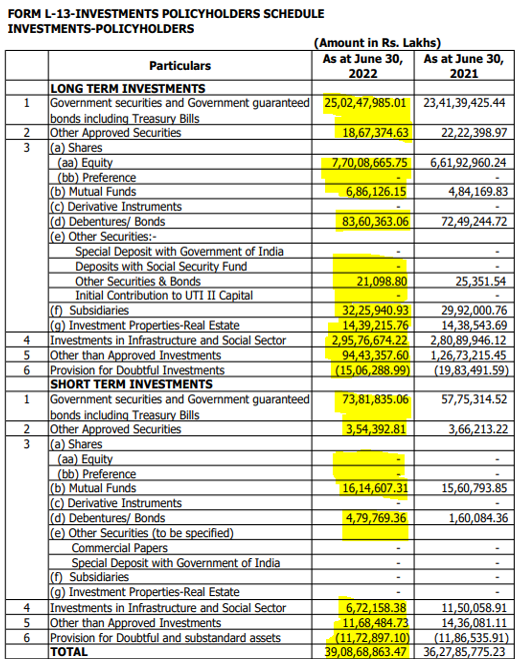 FORM L-13-INVESTMENTS POLICYHOLDERS SCHEDULE
INVESTMENTS-POLICYHOLDERS
(Amount in Rs. Lakhs)
Particulars As at June 30, 2022 As at June 30, 2021
LONG TERM INVESTMENTS
1 Government securities and Government guaranteed bonds including Treasury Bills 25,02,47,985.01 23,41,39,425.44
2 Other Approved Securities 18,67,374.63 22,22,398.97
3 (a) Shares
(aa) Equity 7,70,08,665.75 6,61,92,960.24
(bb) Preference - -
(b) Mutual Funds 6,86,126.15 4,84,169.83
(c) Derivative Instruments - -
(d) Debentures/ Bonds 83,60,363.06 72,49,244.72
(e) Other Securities:-
Special Deposit with Government of India - -
Deposits with Social Security Fund - -
Other Securities & Bonds 21,098.80 25,351.54
Initial Contribution to UTI II Capital - -
(f) Subsidiaries 32,25,940.93 29,92,000.76
(g) Investment Properties-Real Estate 14,39,215.76 14,38,543.69
4 Investments in Infrastructure and Social Sector 2,95,76,674.22 2,80,89,946.12
5 Other than Approved Investments 94,43,357.60 1,26,73,215.45
6 Provision for Doubtful Investments (15,06,288.99) (19,83,491.59)
SHORT TERM INVESTMENTS
1 Government securities and Government guaranteed bonds including Treasury Bills 73,81,835.06 57,75,314.52
2 Other Approved Securities 3,54,392.81 3,66,213.22
3 (a) Shares
(aa) Equity - -
(bb) Preference - -
(b) Mutual Funds 16,14,607.31 15,60,793.85
(c) Derivative Instruments - -
(d) Debentures/ Bonds 4,79,769.36 1,60,084.36
(e) Other Securities (to be specified)
Commercial Papers - -
Special Deposit with Government of India - -
(f) Subsidiaries - -
(g) Investment Properties-Real Estate - -
4 Investments in Infrastructure and Social Sector 6,72,158.38 11,50,058.91
5 Other than Approved Investments 11,68,484.73 14,36,081.11
6 Provision for Doubtful and substandard assets (11,72,897.10) (11,86,535.91)
TOTAL 39,08,68,863.47 36,27,85,775.23